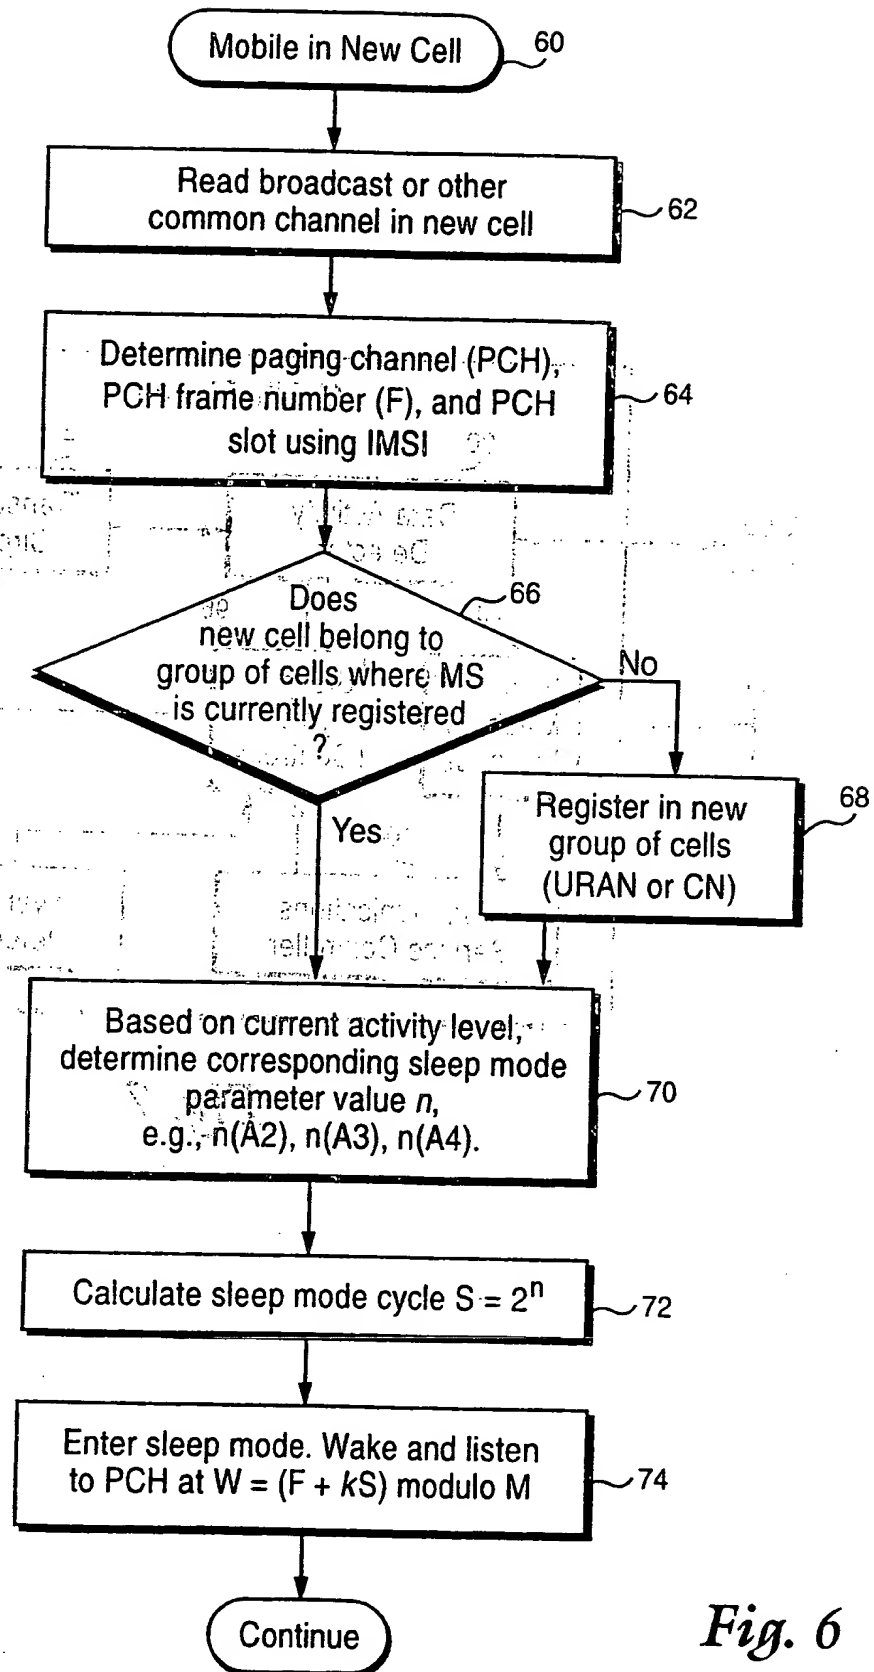 Mobile in New Cell
60
Read broadcast or other
common channel in new cell
62
Determine paging channel (PCH),
PCH frame number (F), and PCH
slot using IMSI
64
Does
new cell belong to
group of cells where MS
is currently registered
?
66
No
Yes
Register in new
group of cells
(URAN or CN)
68
Based on current activity level,
determine corresponding sleep mode
parameter value n,
e.g., n(A2), n(A3), n(A4).
70
Calculate sleep mode cycle S = 2^n
72
Enter sleep mode. Wake and listen
to PCH at W = (F + kS) modulo M
74
Continue
Fig. 6